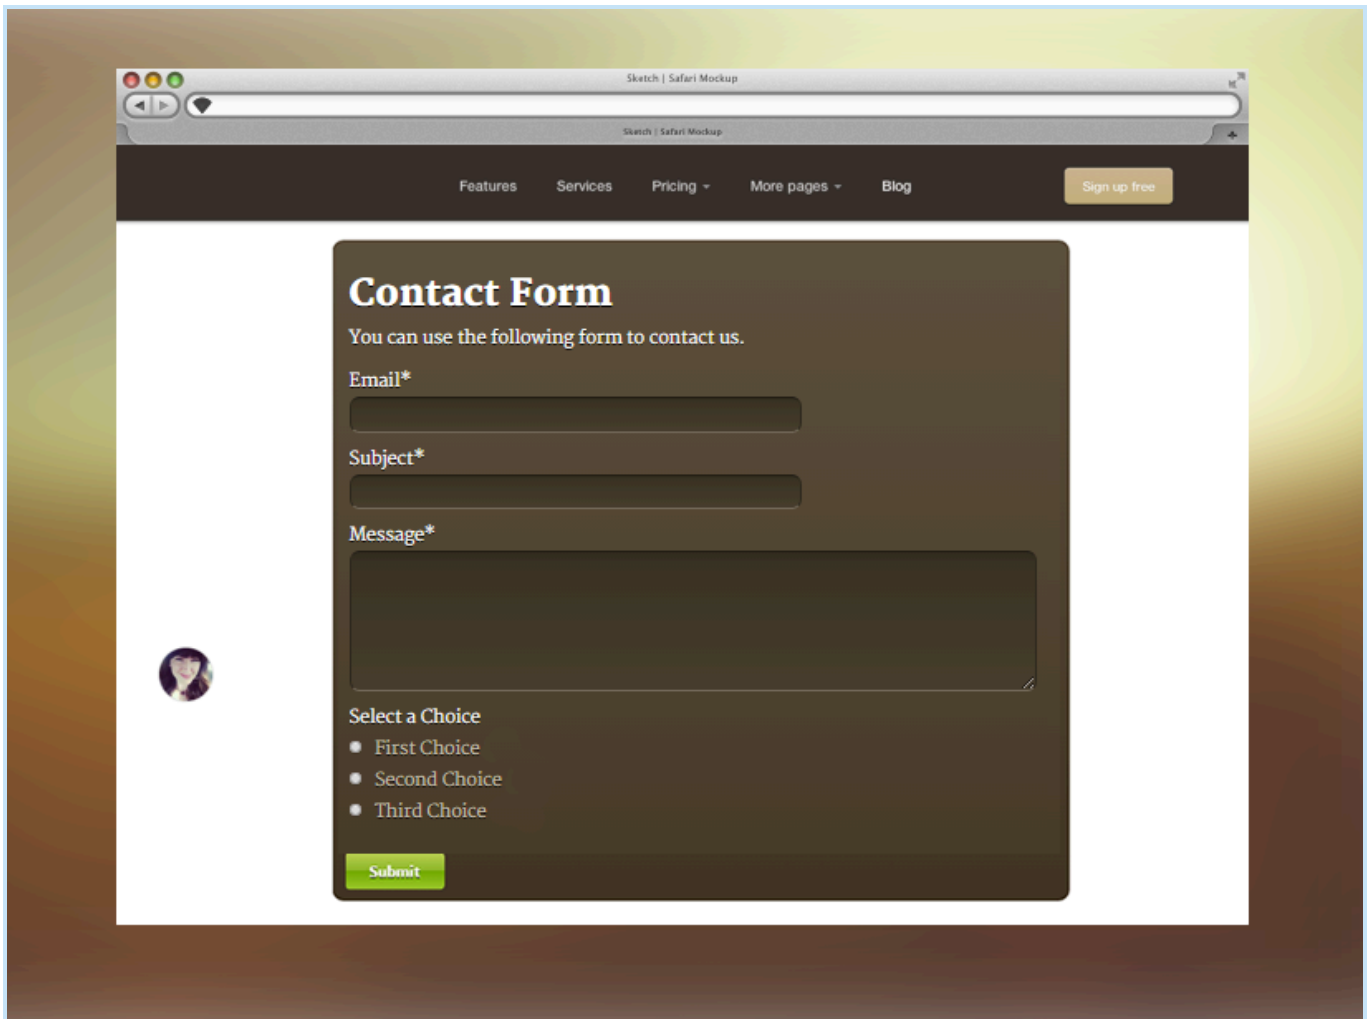 Sketch | Safari Mockup
Sketch | Safari Mockup
Features Services Pricing More pages Blog Sign up free
Contact Form
You can use the following form to contact us.
Email*
Subject*
Message*
Select a Choice
First Choice
Second Choice
Third Choice
Submit